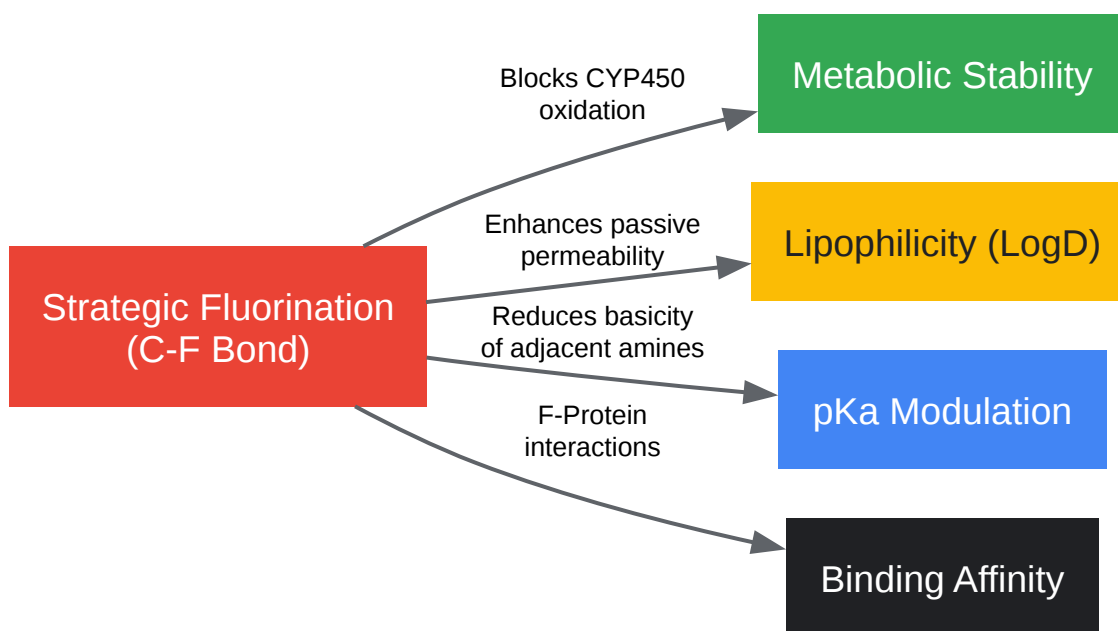 Blocks CYP450
oxidation
Metabolic Stability
Enhances passive
permeability
Lipophilicity (LogD)
Strategic Fluorination
(C-F Bond)
Reduces basicity
of adjacent amines
pKa Modulation
F-Protein
interactions
Binding Affinity